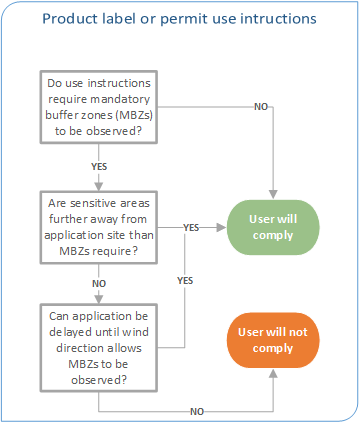 Product label or permit use intructions
Do use instructions
require mandatory
buffer zones (MBZs)
to be observed?
NO
YES
Are sensitive areas
further away from
application site than
MBZs require?
YES
User will
comply
NO
YES
Can application be
delayed until wind
direction allows
MBZs to be
observed?
User will not
comply
NO